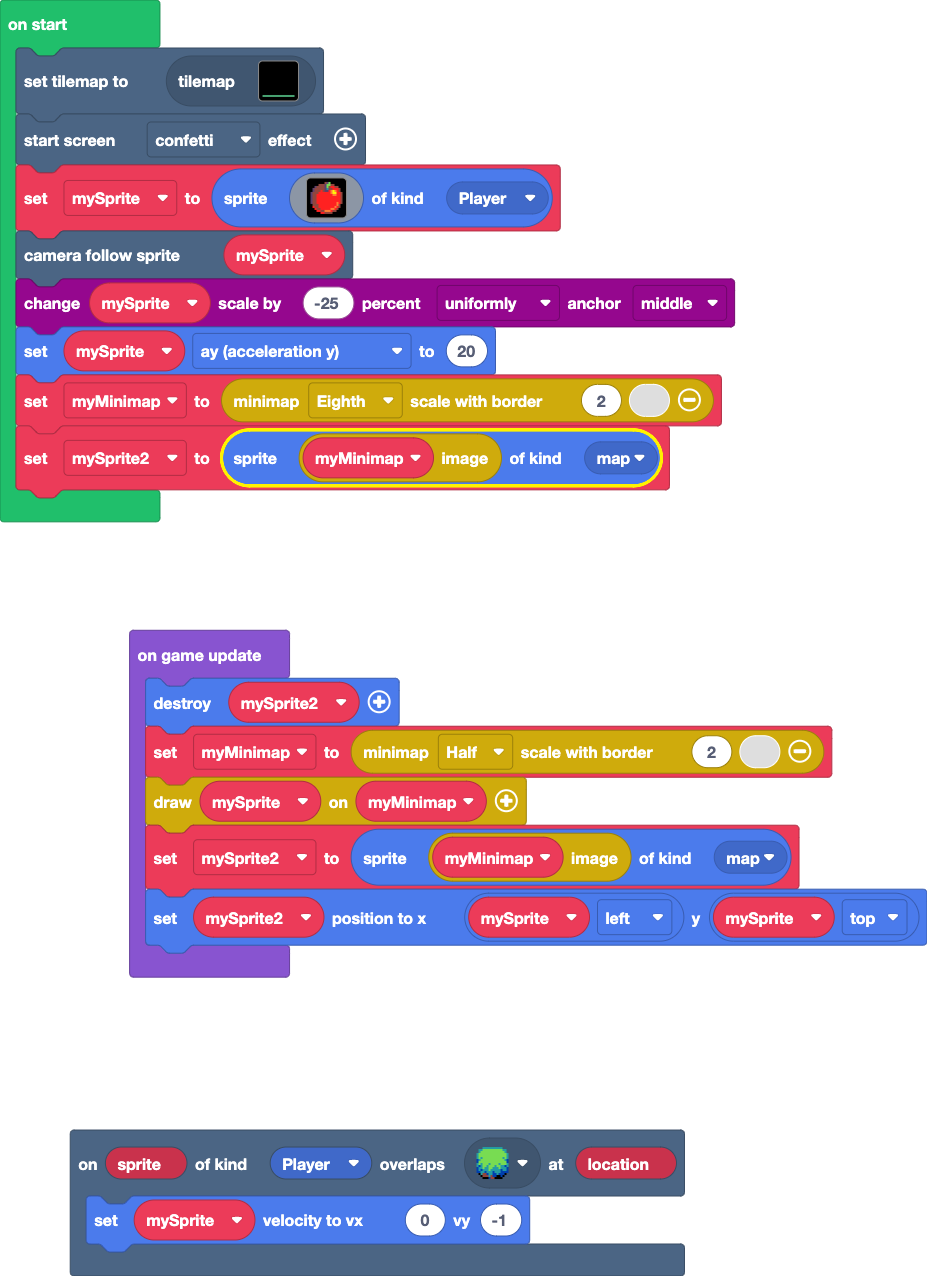 on start
set tilemap to tilemap
start screen confetti effect
set mySprite to sprite of kind Player
camera follow sprite mySprite
change mySprite scale by -25 percent uniformly anchor middle
set mySprite ay (acceleration y) to 20
set myMinimap to minimap Eighth scale with border 2
set mySprite2 to sprite myMinimap image of kind map
on game update
destroy mySprite2
set myMinimap to minimap Half scale with border 2
draw mySprite on myMinimap
set mySprite2 to sprite myMinimap image of kind map
set mySprite2 position to x mySprite left y mySprite top
on sprite of kind Player overlaps at location
set mySprite velocity to vx 0 vy -1